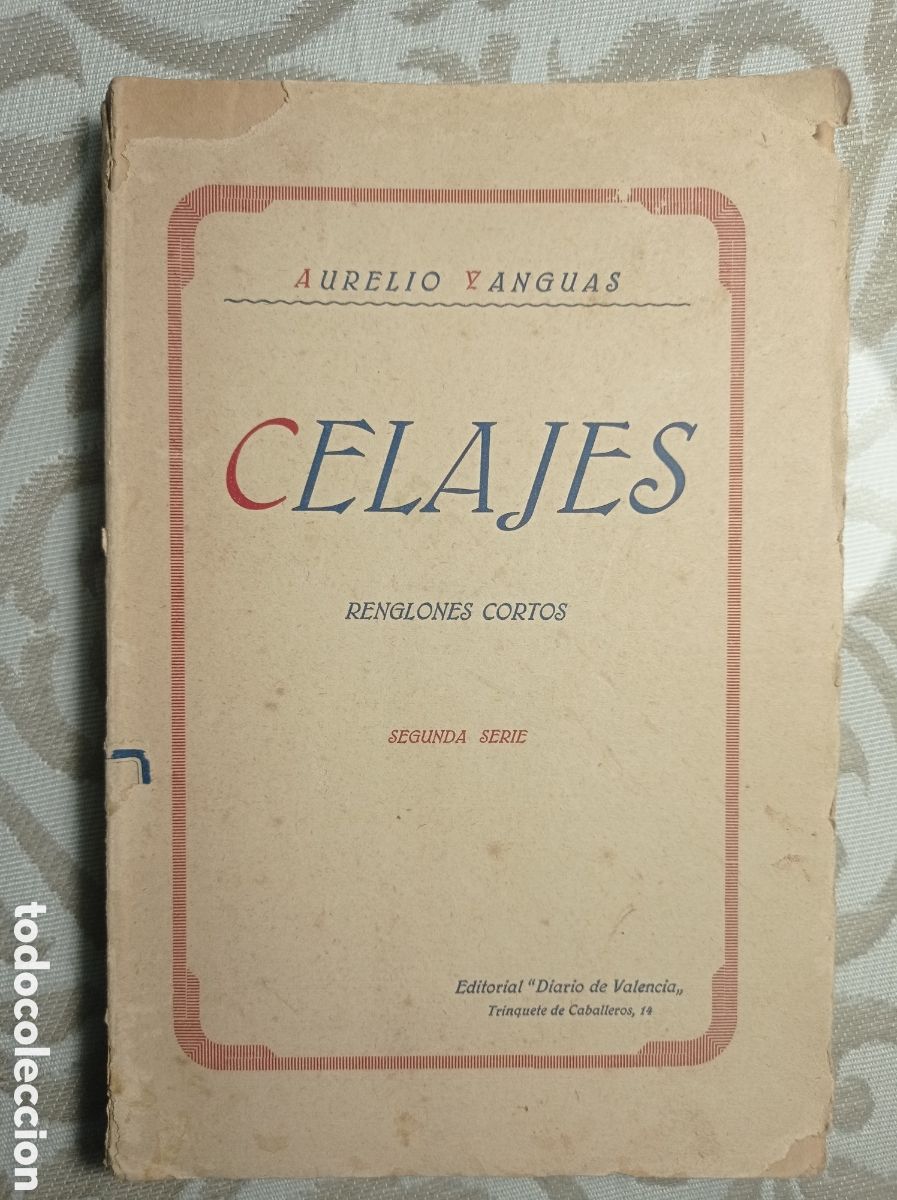 AURELIO YANGUAS
CELAJES
RENGLONES CORTOS
SEGUNDA SERIE
Editorial "Diario de Valencia„
Trinquete de Caballeros, 14
todocoleccion